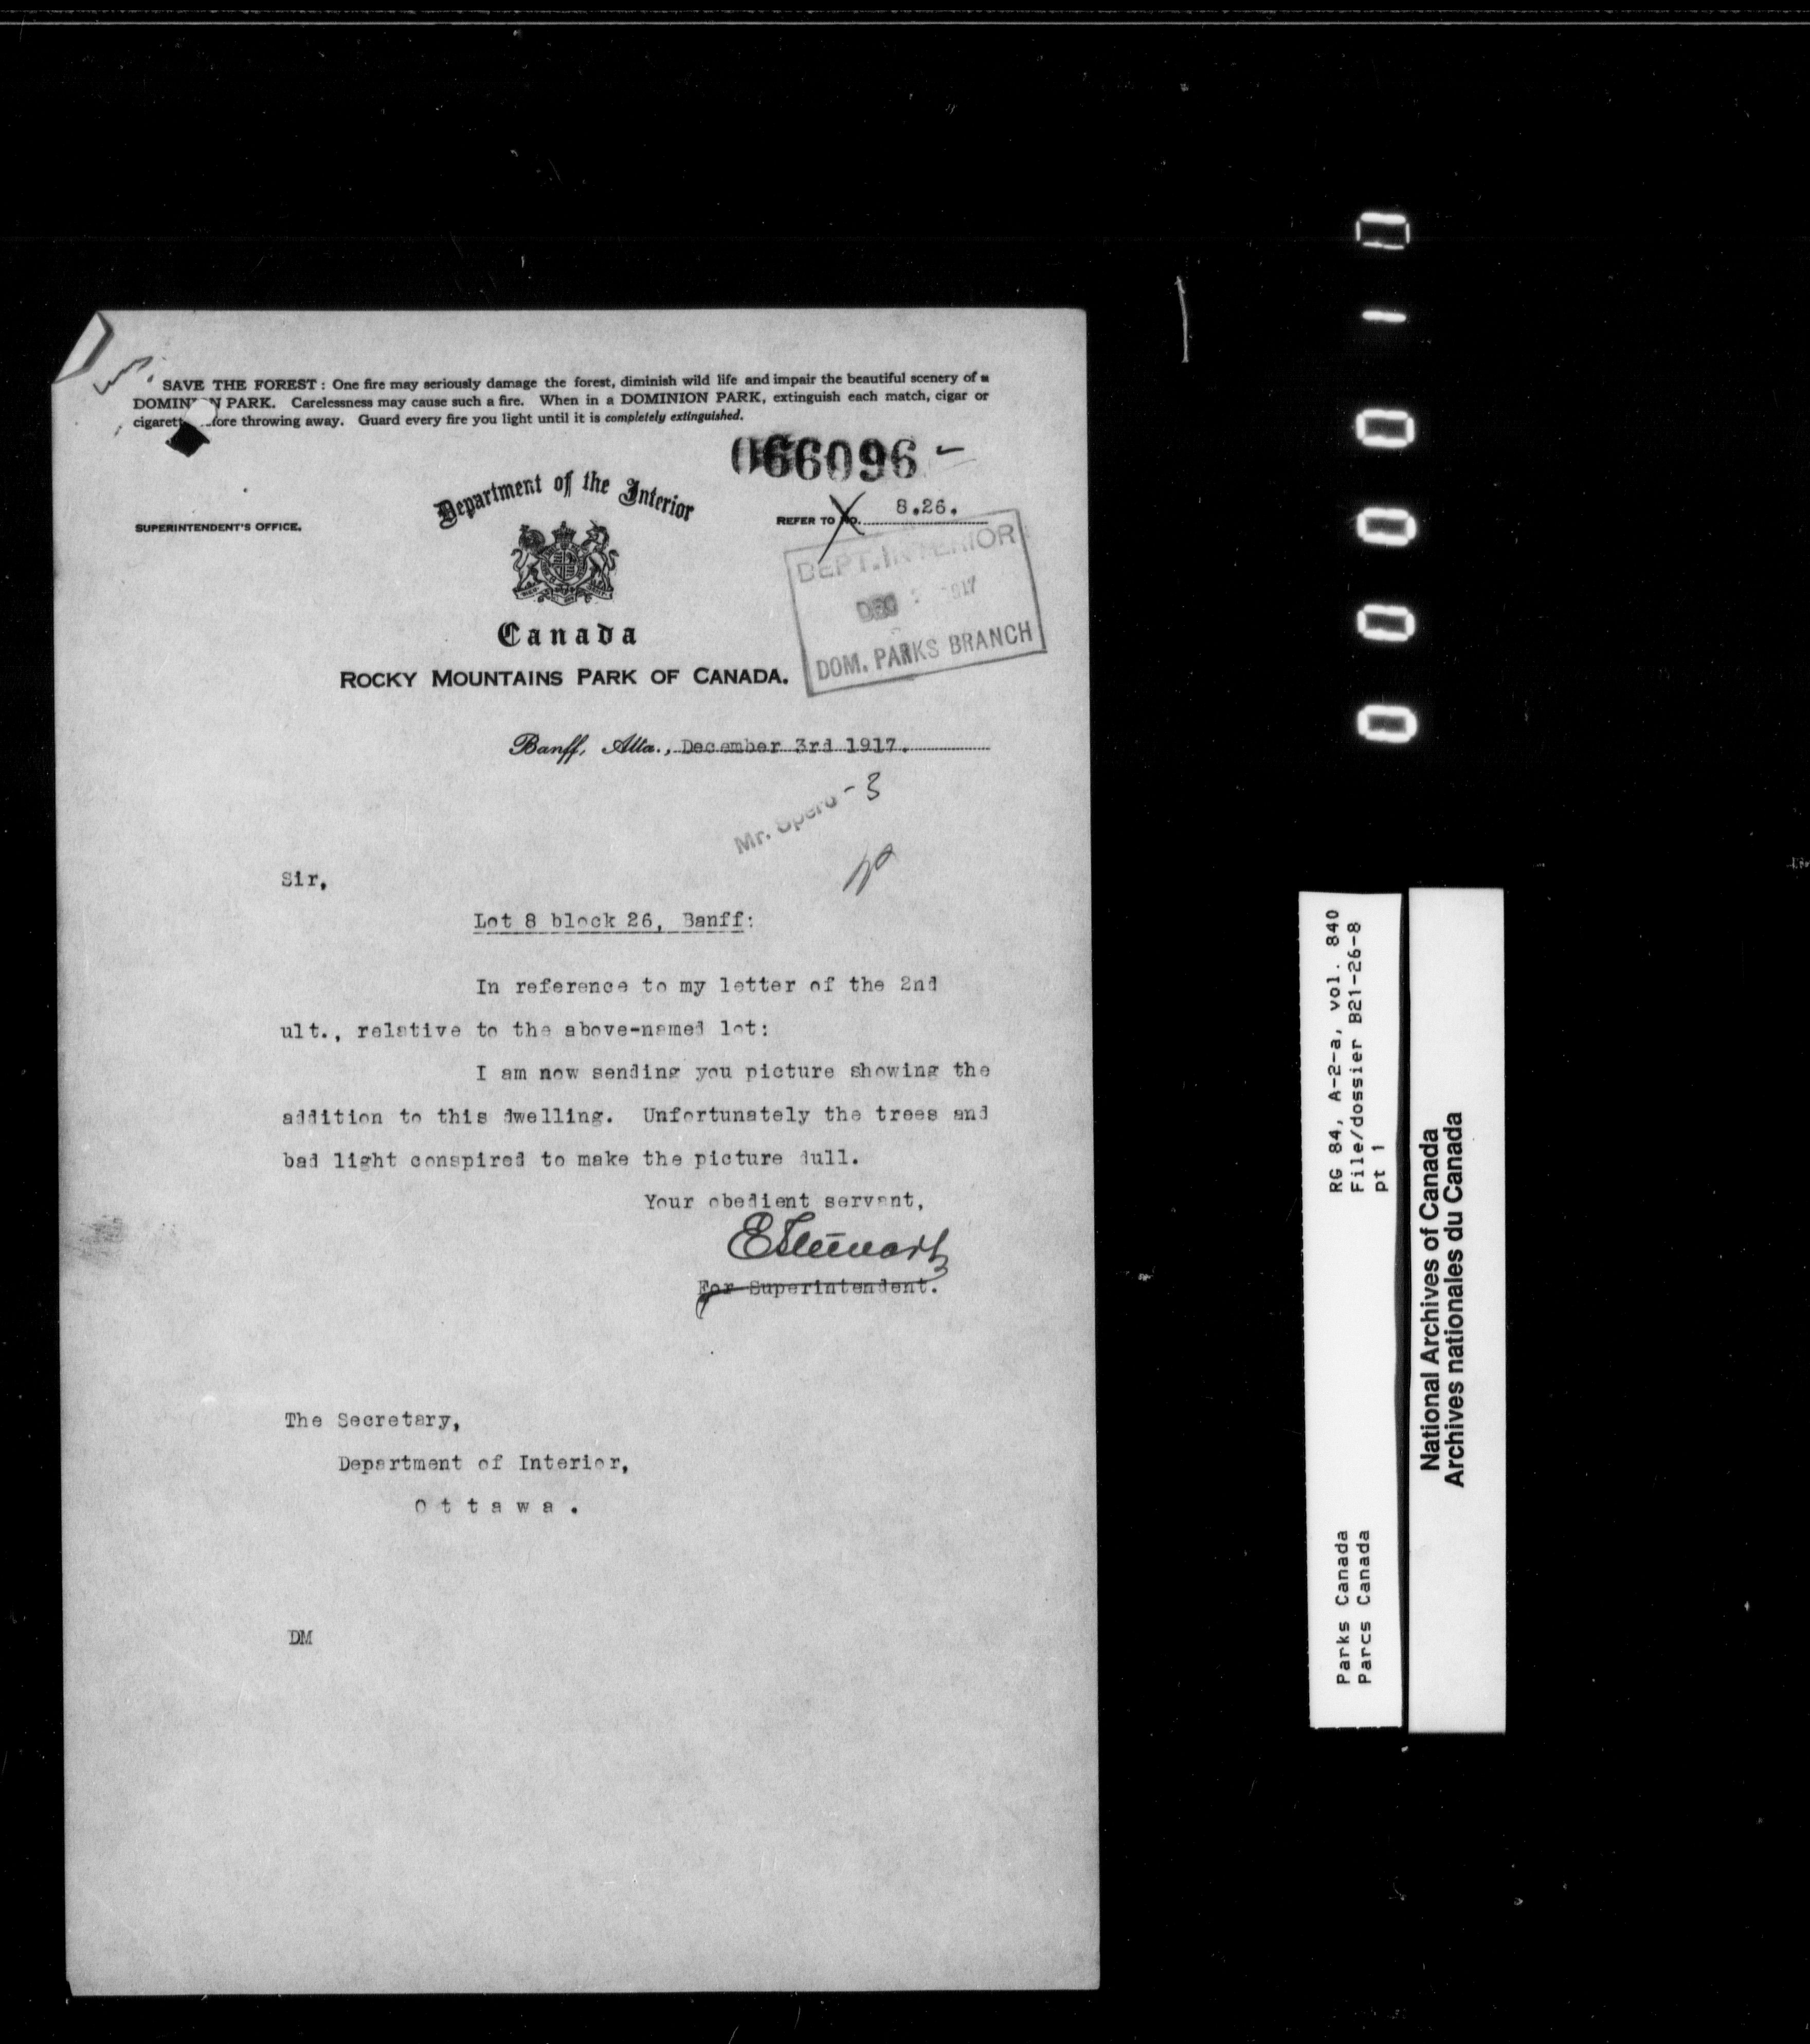 SAVE THE FOREST: One fire may seriously damage the forest, diminish wild life and impair the beautiful scenery of a
PARK. Carelessness may cause such a fire. When in a DOMINION PARK, extinguish each match, cigar or
throwing away. Guard every fire you light until it is completely extinguished.
066096 -
Department of the Interior
SUPERINTENDENT'S OFFICE.
REFER TO No. 8.26.
DEPT. INTERIOR
DEC 1917
DOM. PARKS BRANCH
Canada
ROCKY MOUNTAINS PARK OF CANADA.
Banff, Alta., December 3rd 1917.
Mr. Spero - 3
Sir,
Lot 8 block 26, Banff:
In reference to my letter of the 2nd
ult., relative to the above-named lot:
I am now sending you picture showing the
addition to this dwelling. Unfortunately the trees and
bad light conspired to make the picture dull.
Your obedient servant,
E Stewart
For Superintendent.
The Secretary,
Department of Interior,
Ottawa.
DM
RG 84, A-2-a, vol. 840
File/dossier B21-26-8
pt 1
Parks Canada
Parcs Canada
National Archives of Canada
Archives nationales du Canada